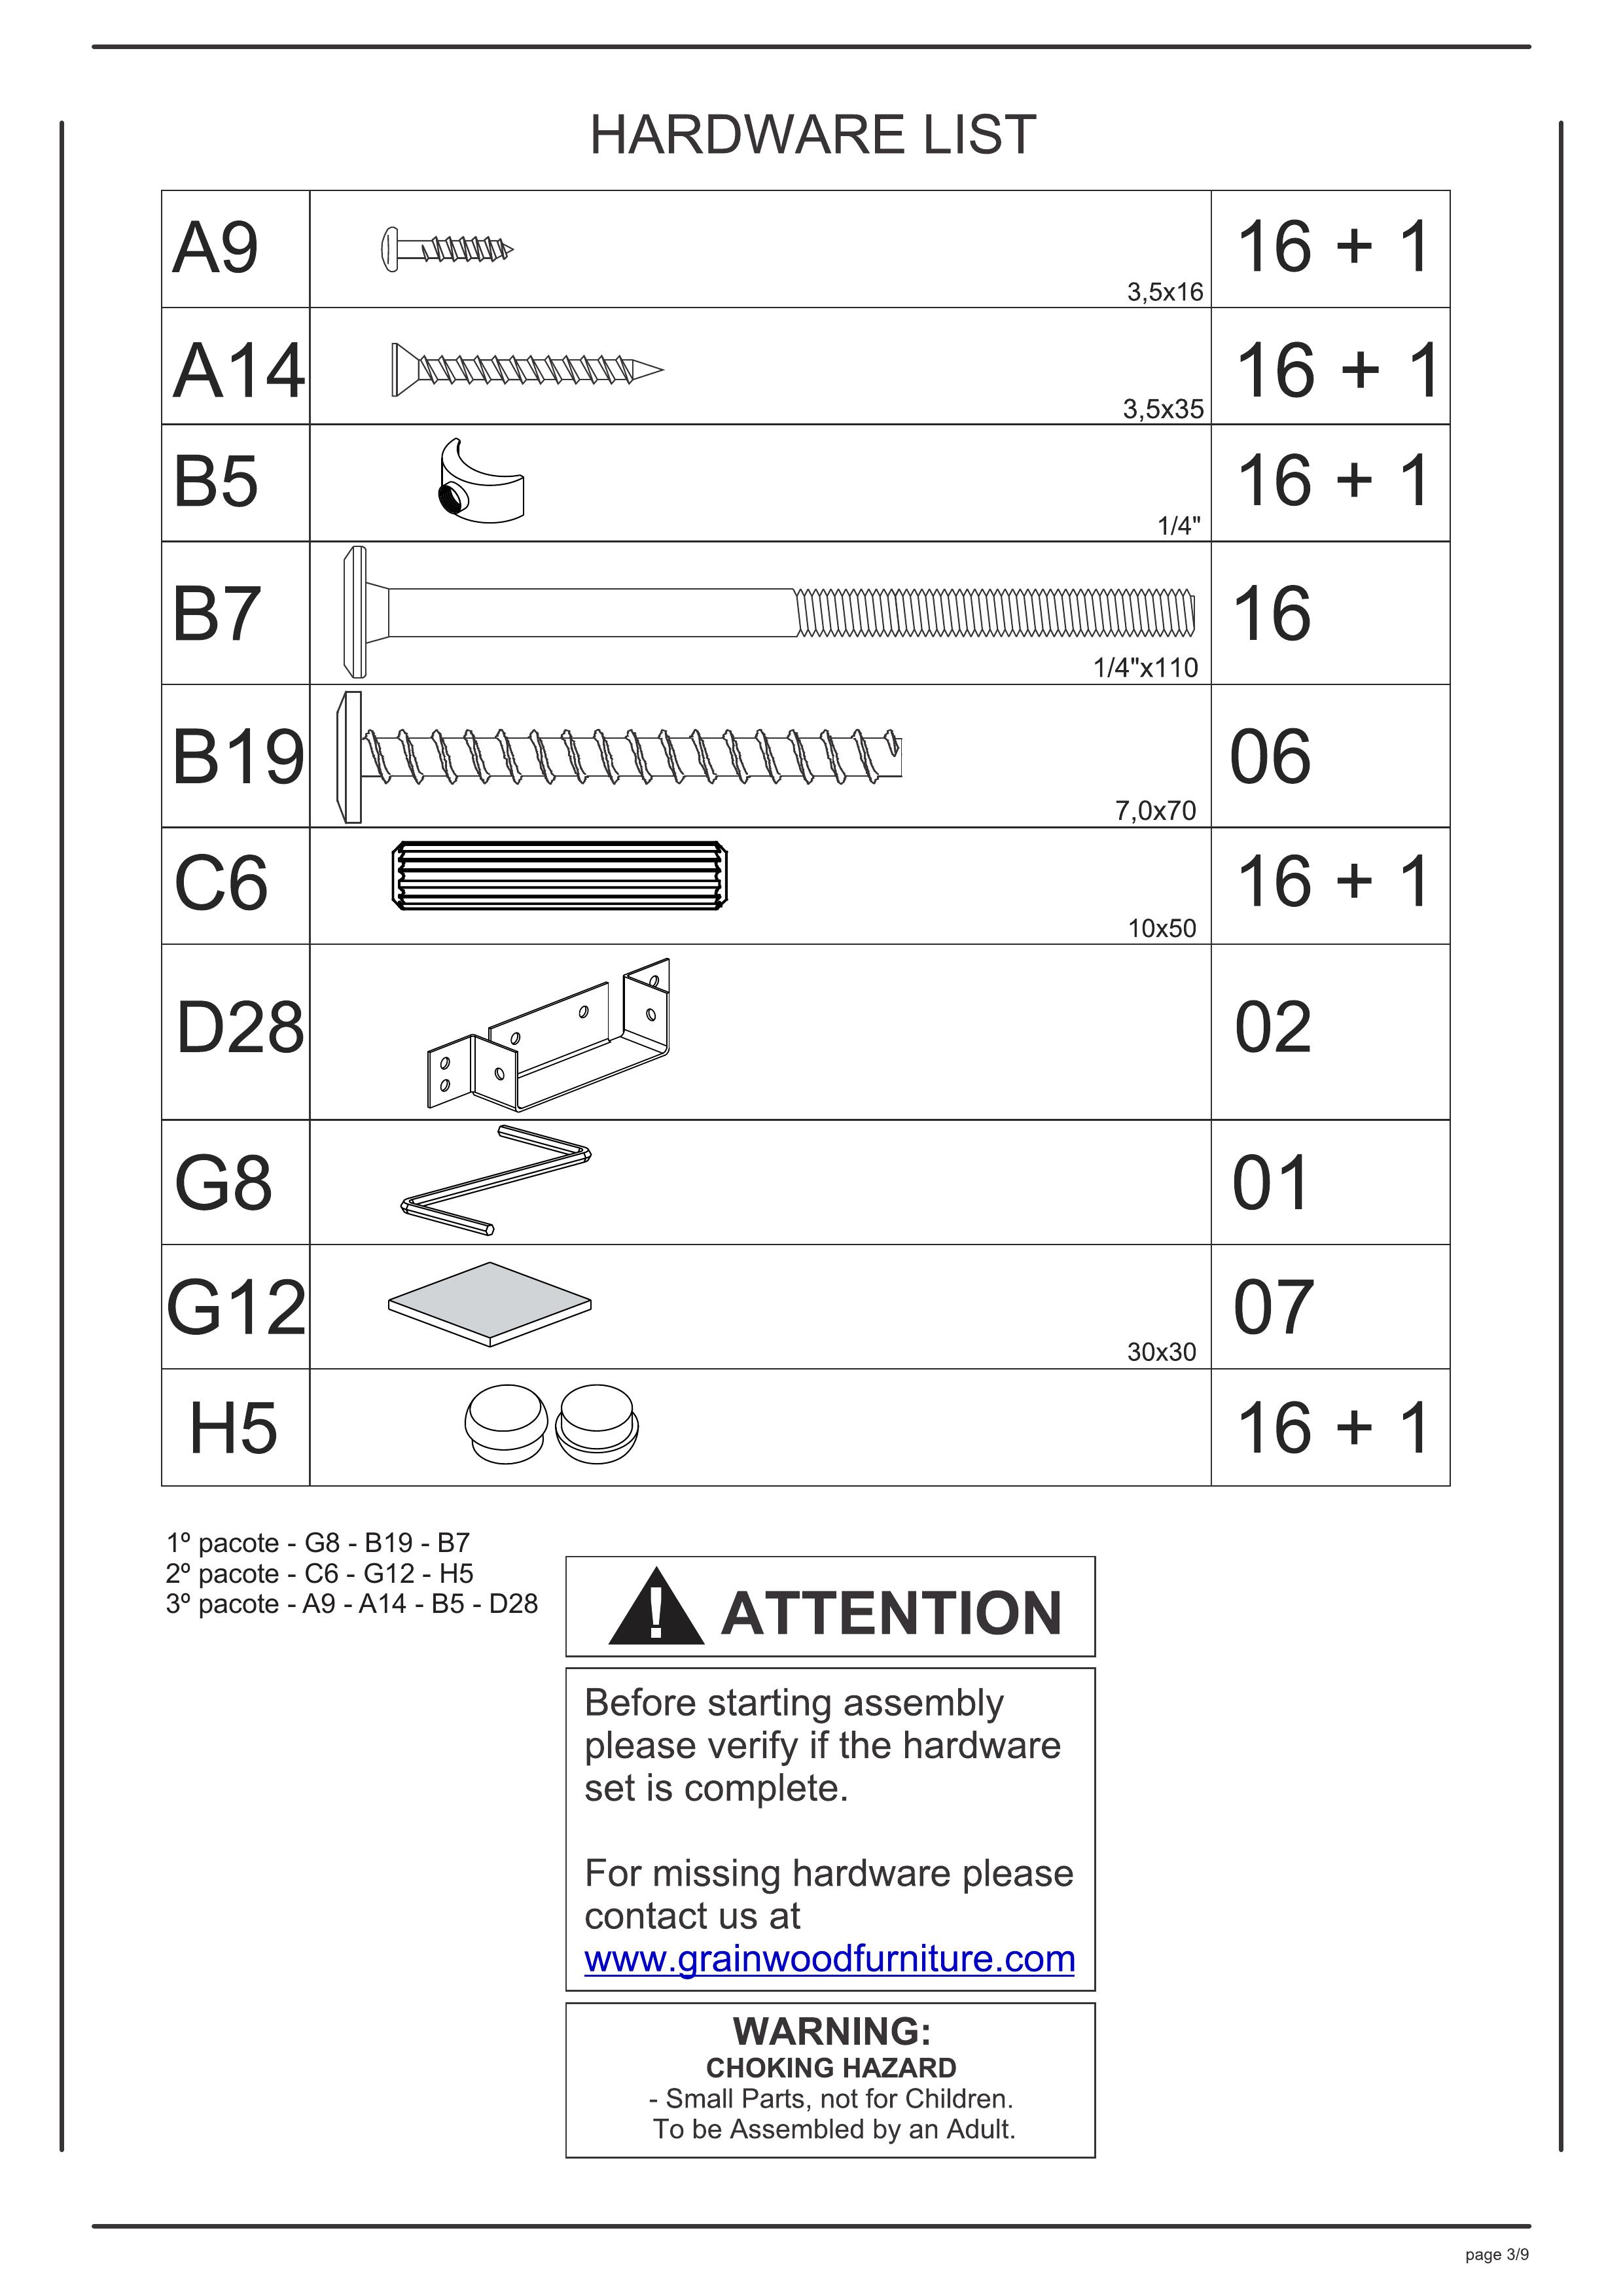 HARDWARE LIST
A9 3,5x16 16 + 1
A14 3,5x35 16 + 1
B5 1/4" 16 + 1
B7 1/4"x110 16
B19 7,0x70 06
C6 10x50 16 + 1
D28 02
G8 01
G12 30x30 07
H5 16 + 1
1º pacote - G8 - B19 - B7
2º pacote - C6 - G12 - H5
3º pacote - A9 - A14 - B5 - D28
! ATTENTION
Before starting assembly
please verify if the hardware
set is complete.
For missing hardware please
contact us at
www.grainwoodfurniture.com
WARNING:
CHOKING HAZARD
- Small Parts, not for Children.
To be Assembled by an Adult.
page 3/9